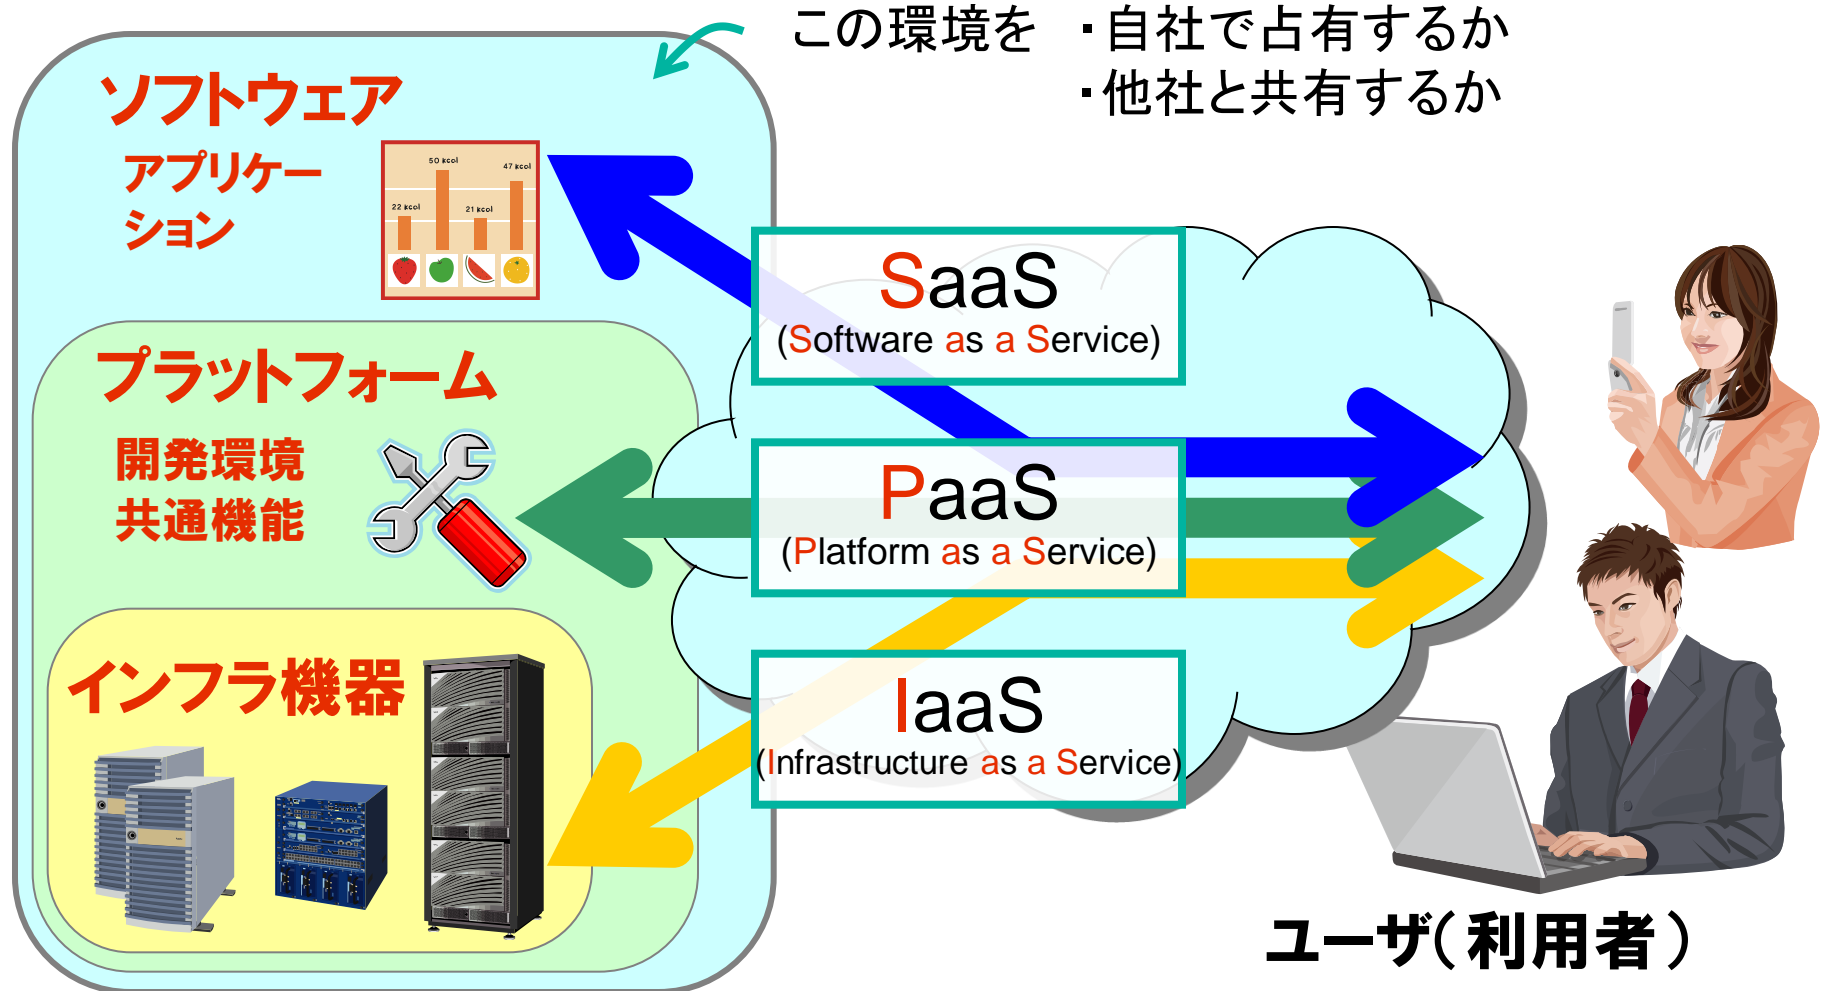 この環境を ・自社で占有するか
・他社と共有するか
ソフトウェア
アプリケー
ション
50 kcol
47 kcol
22 kcol
21 kcol
SaaS
(Software as a Service)
プラットフォーム
開発環境
共通機能
PaaS
(Platform as a Service)
インフラ機器
IaaS
(Infrastructure as a Service)
ユーザ（利用者）